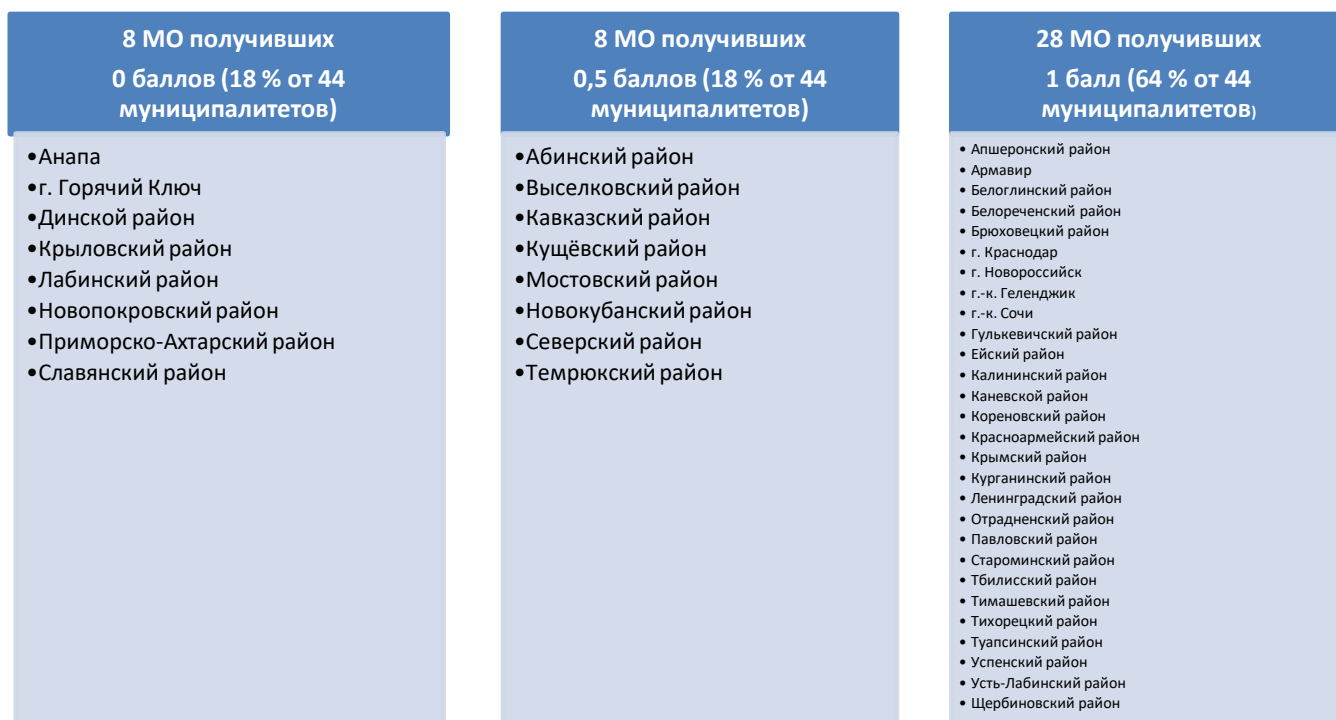 8 МО получивших
0 баллов (18 % от 44
муниципалитетов)
•Анапа
•г. Горячий Ключ
•Динской район
•Крыловский район
•Лабинский район
•Новопокровский район
•Приморско-Ахтарский район
•Славянский район
8 МО получивших
0,5 баллов (18 % от 44
муниципалитетов)
•Абинский район
•Выселковский район
•Кавказский район
•Кущёвский район
•Мостовский район
•Новокубанский район
•Северский район
•Темрюкский район
28 МО получивших
1 балл (64 % от 44
муниципалитетов)
• Апшеронский район
• Армавир
• Белоглинский район
• Белореченский район
• Брюховецкий район
• г. Краснодар
• г. Новороссийск
• г.-к. Геленджик
• г.-к. Сочи
• Гулькевичский район
• Ейский район
• Калининский район
• Каневской район
• Кореновский район
• Красноармейский район
• Крымский район
• Курганинский район
• Ленинградский район
• Отрадненский район
• Павловский район
• Староминский район
• Тбилисский район
• Тимашевский район
• Тихорецкий район
• Туапсинский район
• Успенский район
• Усть-Лабинский район
• Щербиновский район